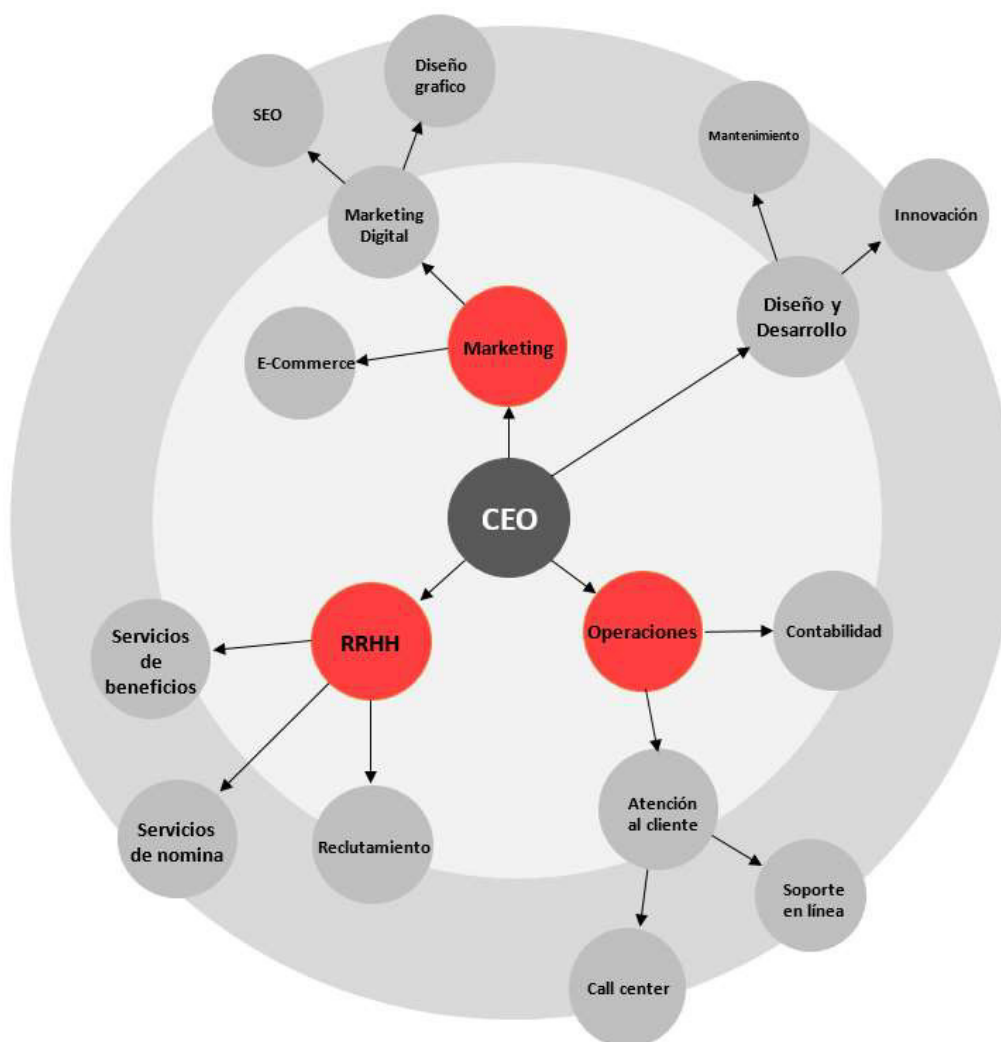 Diseño
grafico
SEO
Mantenimiento
Innovación
Marketing
Digital
Diseño y
Desarrollo
Marketing
E-Commerce
CEO
Servicios
de
beneficios
RRHH
Operaciones
Contabilidad
Servicios
de nomina
Reclutamiento
Atención
al cliente
Soporte
en línea
Call center